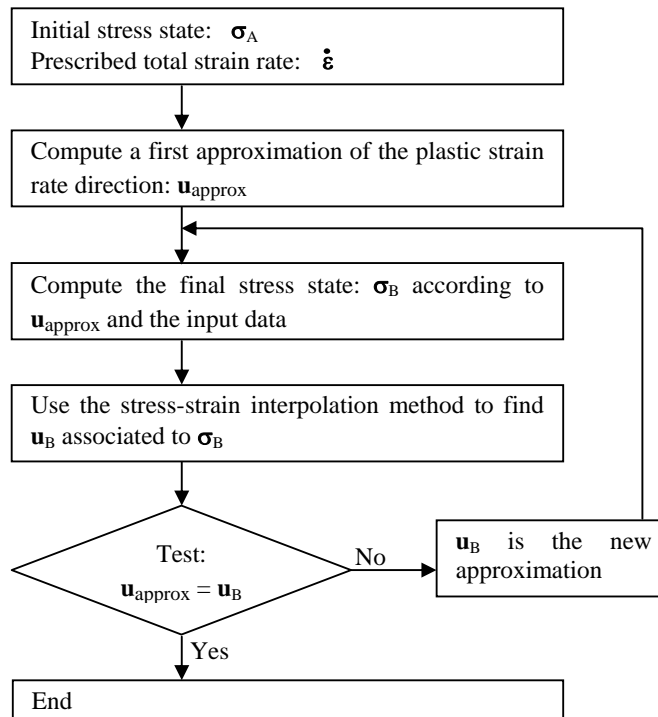 Initial stress state: σA
Prescribed total strain rate: ε̇
Compute a first approximation of the plastic strain
rate direction: uapprox
Compute the final stress state: σB according to
uapprox and the input data
Use the stress-strain interpolation method to find
uB associated to σB
Test:
uapprox = uB
No
uB is the new
approximation
Yes
End